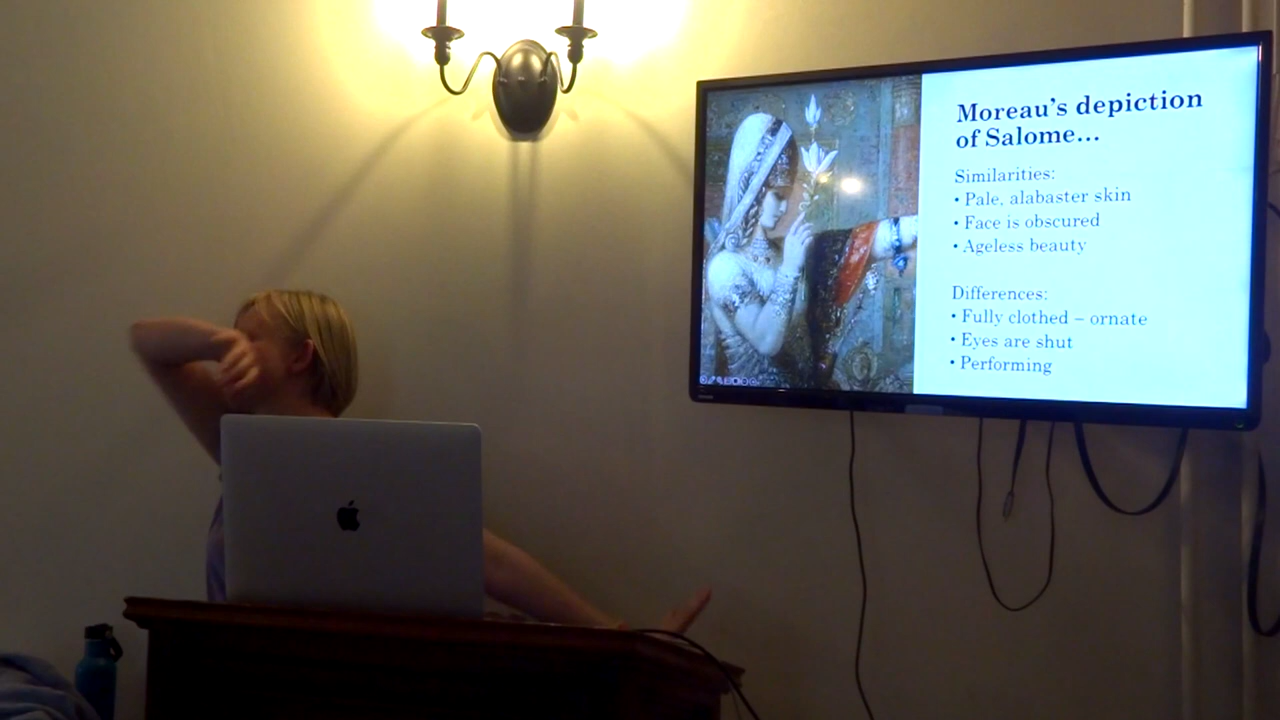 Moreau's depiction
of Salome...
Similarities:
• Pale, alabaster skin
• Face is obscured
• Ageless beauty
Differences:
• Fully clothed – ornate
• Eyes are shut
• Performing